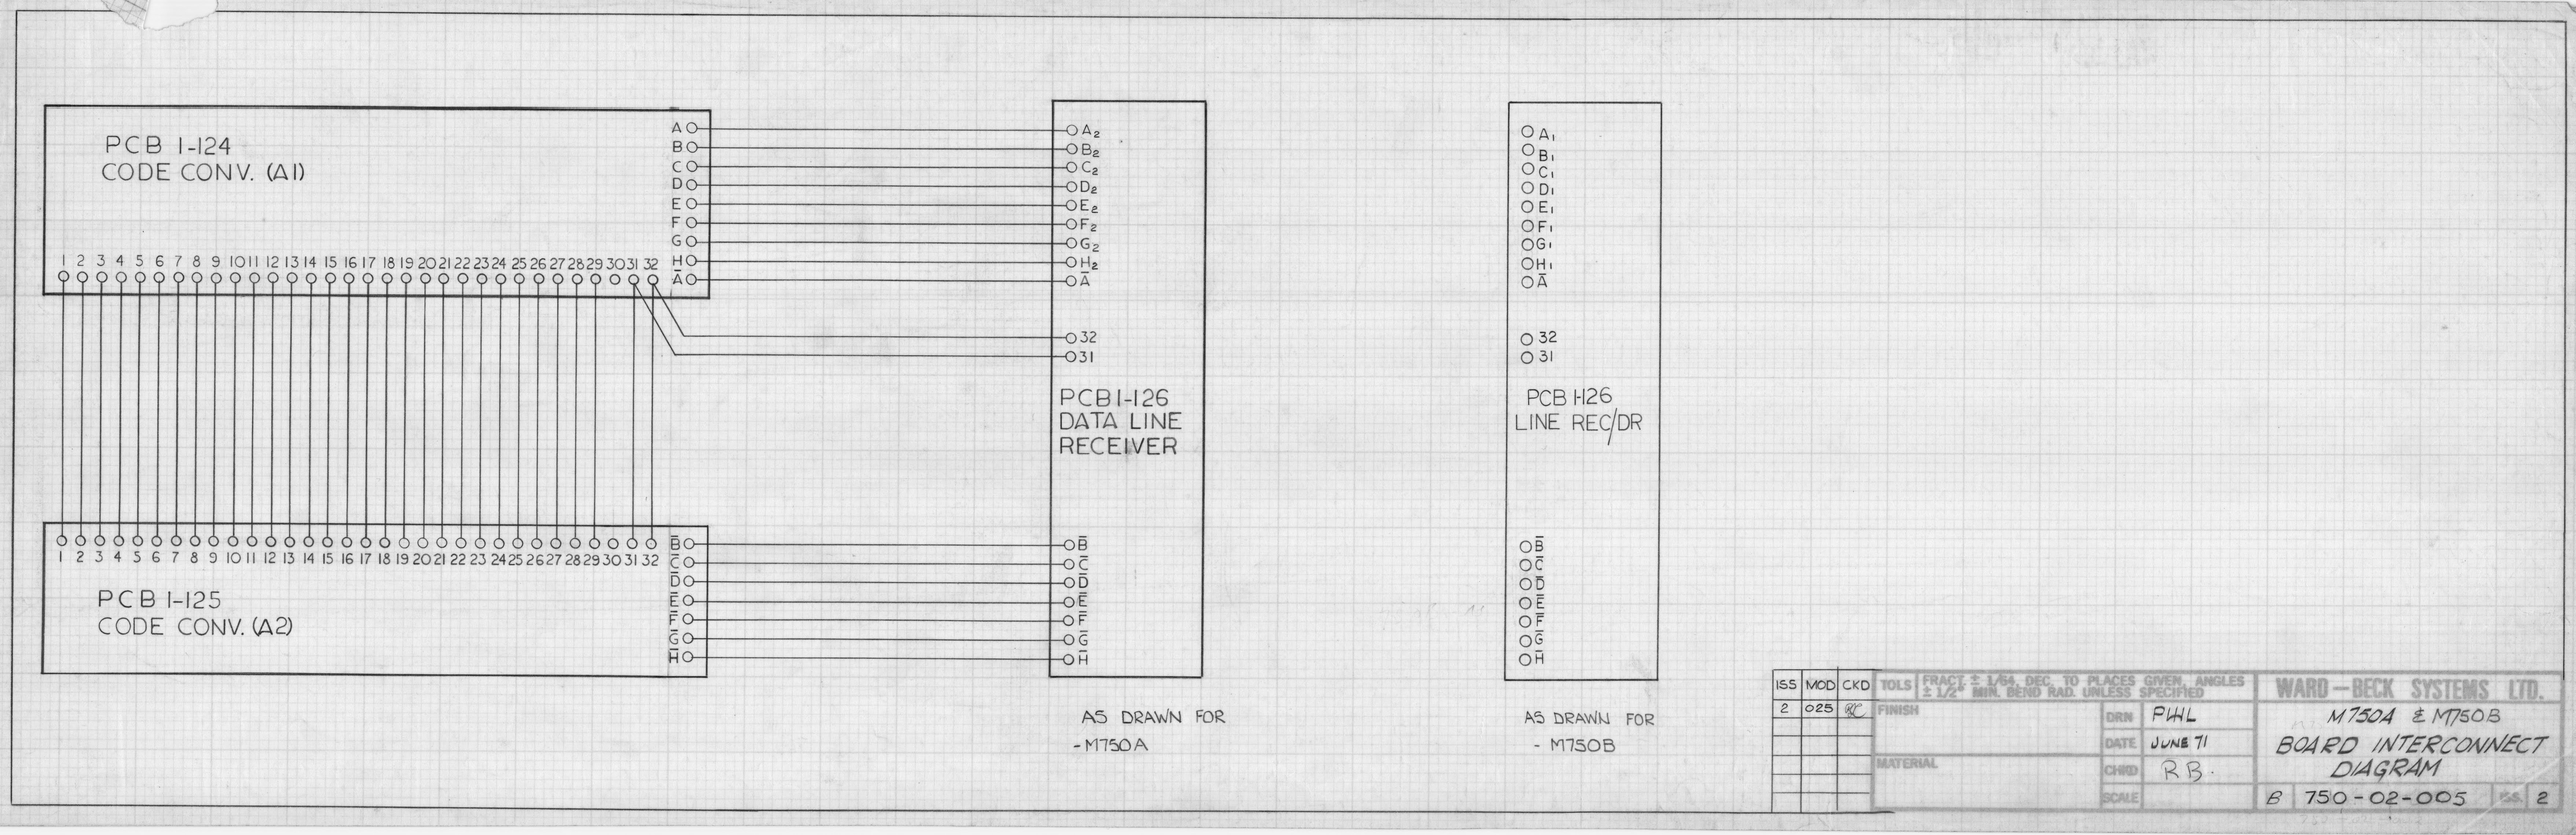 PCB 1-124
CODE CONV. (A1)
A
B
C
D
E
F
G
H
A̅
1 2 3 4 5 6 7 8 9 10 11 12 13 14 15 16 17 18 19 20 21 22 23 24 25 26 27 28 29 30 31 32
1 2 3 4 5 6 7 8 9 10 11 12 13 14 15 16 17 18 19 20 21 22 23 24 25 26 27 28 29 30 31 32
B̅
C̅
D̅
E̅
F̅
G̅
H̅
PCB 1-125
CODE CONV. (A2)
A₂
B₂
C₂
D₂
E₂
F₂
G₂
H₂
A̅
32
31
PCB 1-126
DATA LINE
RECEIVER
B̅
C̅
D̅
E̅
F̅
G̅
H̅
AS DRAWN FOR
-M750A
A₁
B₁
C₁
D₁
E₁
F₁
G₁
H₁
A̅
32
31
PCB 1-126
LINE REC/DR
B̅
C̅
D̅
E̅
F̅
G̅
H̅
AS DRAWN FOR
- M750B
ISS MOD CKD
2 025
TOLS FRACT. ± 1/64, DEC. TO PLACES GIVEN, ANGLES
± 1/2° MIN. BEND RAD. UNLESS SPECIFIED
FINISH
MATERIAL
DRN PWL
DATE JUNE 71
CHKD RB.
SCALE
WARD-BECK SYSTEMS LTD.
M750A & M750B
BOARD INTERCONNECT
DIAGRAM
B 750-02-005 ISS. 2